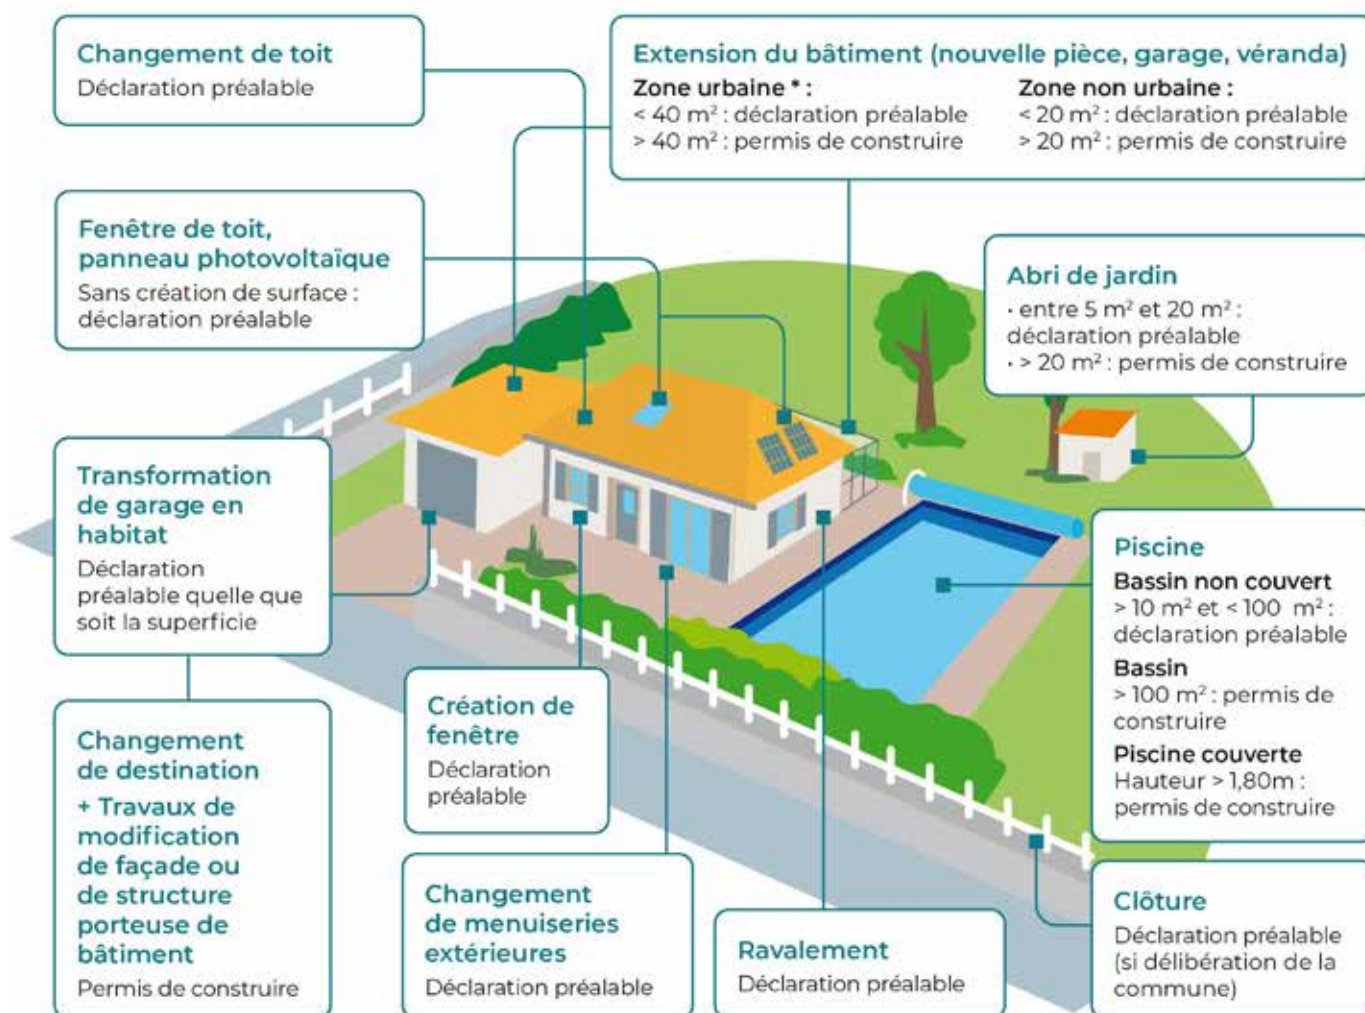 Changement de toit
Déclaration préalable
Extension du bâtiment (nouvelle pièce, garage, véranda)
Zone urbaine * :
< 40 m² : déclaration préalable
> 40 m² : permis de construire
Zone non urbaine :
< 20 m² : déclaration préalable
> 20 m² : permis de construire
Fenêtre de toit,
panneau photovoltaïque
Sans création de surface :
déclaration préalable
Abri de jardin
• entre 5 m² et 20 m² :
déclaration préalable
• > 20 m² : permis de construire
Transformation
de garage en
habitat
Déclaration
préalable quelle que
soit la superficie
Piscine
Bassin non couvert
> 10 m² et < 100 m² :
déclaration préalable
Bassin
> 100 m² : permis de
construire
Piscine couverte
Hauteur > 1,80m :
permis de construire
Changement
de destination
+ Travaux de
modification
de façade ou
de structure
porteuse de
bâtiment
Permis de construire
Création de
fenêtre
Déclaration
préalable
Changement
de menuiseries
extérieures
Déclaration préalable
Ravalement
Déclaration préalable
Clôture
Déclaration préalable
(si délibération de la
commune)